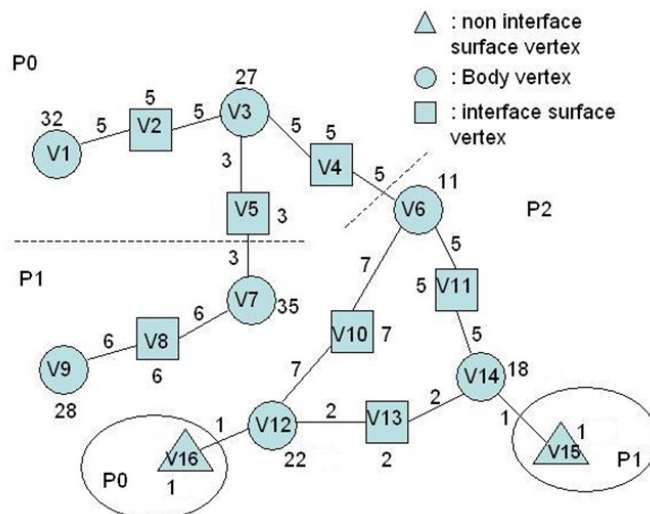 : non interface
surface vertex
: Body vertex
: interface surface
vertex
P0
27
32
5
V3
5
5
V2
5
5
V1
V4
3
5
11
V6
P2
V5
3
P1
3
7
5
V7
35
5
V11
6
6
V8
V10
7
5
V9
6
V14
18
28
7
2
1
V12
2
V13
1
1
V16
22
2
V15
P0
1
P1